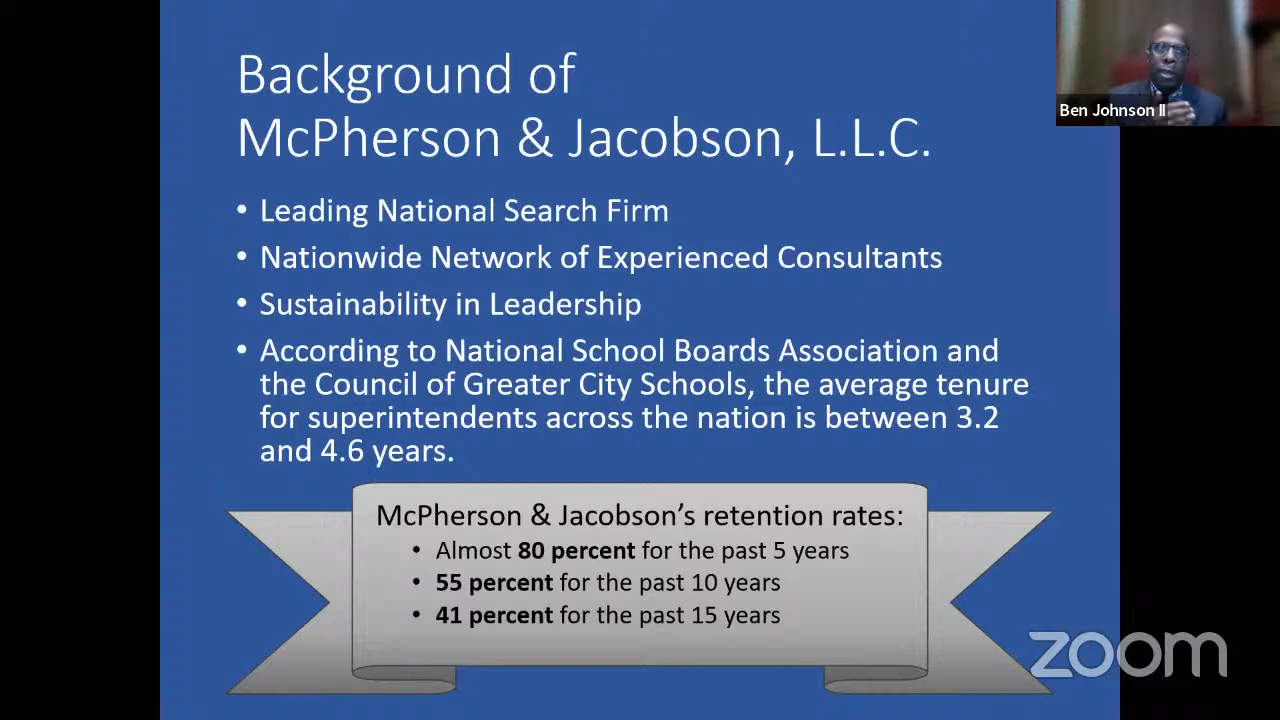 Background of
McPherson & Jacobson, L.L.C.
• Leading National Search Firm
• Nationwide Network of Experienced Consultants
• Sustainability in Leadership
• According to National School Boards Association and
the Council of Greater City Schools, the average tenure
for superintendents across the nation is between 3.2
and 4.6 years.
McPherson & Jacobson’s retention rates:
• Almost 80 percent for the past 5 years
• 55 percent for the past 10 years
• 41 percent for the past 15 years
Ben Johnson II
zoom